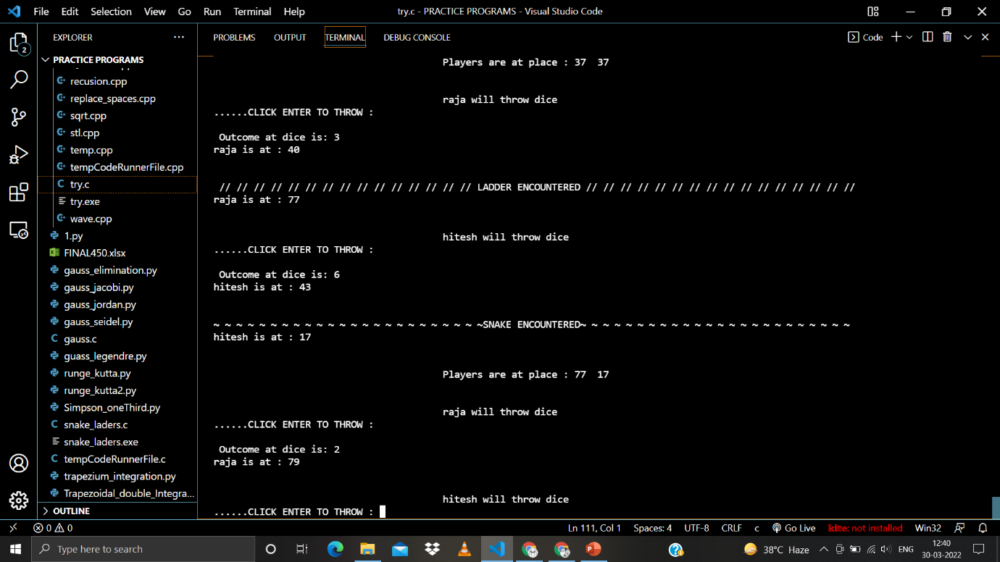 File Edit Selection View Go Run Terminal Help
try.c - PRACTICE PROGRAMS - Visual Studio Code
EXPLORER
PRACTICE PROGRAMS
recusion.cpp
replace_spaces.cpp
sqrt.cpp
stl.cpp
temp.cpp
tempCodeRunnerFile.cpp
try.c
try.exe
wave.cpp
1.py
FINAL450.xlsx
gauss_elimination.py
gauss_jacobi.py
gauss_jordan.py
gauss_seidel.py
gauss.c
guass_legendre.py
runge_kutta.py
runge_kutta2.py
Simpson_oneThird.py
snake_laders.c
snake_laders.exe
tempCodeRunnerFile.c
trapezium_integration.py
Trapezoidal_double_Integra...
OUTLINE
2
PROBLEMS OUTPUT TERMINAL DEBUG CONSOLE
Code
Players are at place : 37 37
raja will throw dice
......CLICK ENTER TO THROW :
Outcome at dice is: 3
raja is at : 40
// // // // // // // // // // // // // // // LADDER ENCOUNTERED // // // // // // // // // // // // // // // //
raja is at : 77
hitesh will throw dice
......CLICK ENTER TO THROW :
Outcome at dice is: 6
hitesh is at : 43
~ ~ ~ ~ ~ ~ ~ ~ ~ ~ ~ ~ ~ ~ ~ ~ ~ ~ ~ ~ ~ ~ ~ ~SNAKE ENCOUNTERED~ ~ ~ ~ ~ ~ ~ ~ ~ ~ ~ ~ ~ ~ ~ ~ ~ ~ ~ ~ ~ ~ ~ ~
hitesh is at : 17
Players are at place : 77 17
raja will throw dice
......CLICK ENTER TO THROW :
Outcome at dice is: 2
raja is at : 79
hitesh will throw dice
......CLICK ENTER TO THROW :
0 0
Ln 111, Col 1 Spaces: 4 UTF-8 CRLF c Go Live kite: not installed Win32
Type here to search
38°C Haze
ENG
12:40
30-03-2022